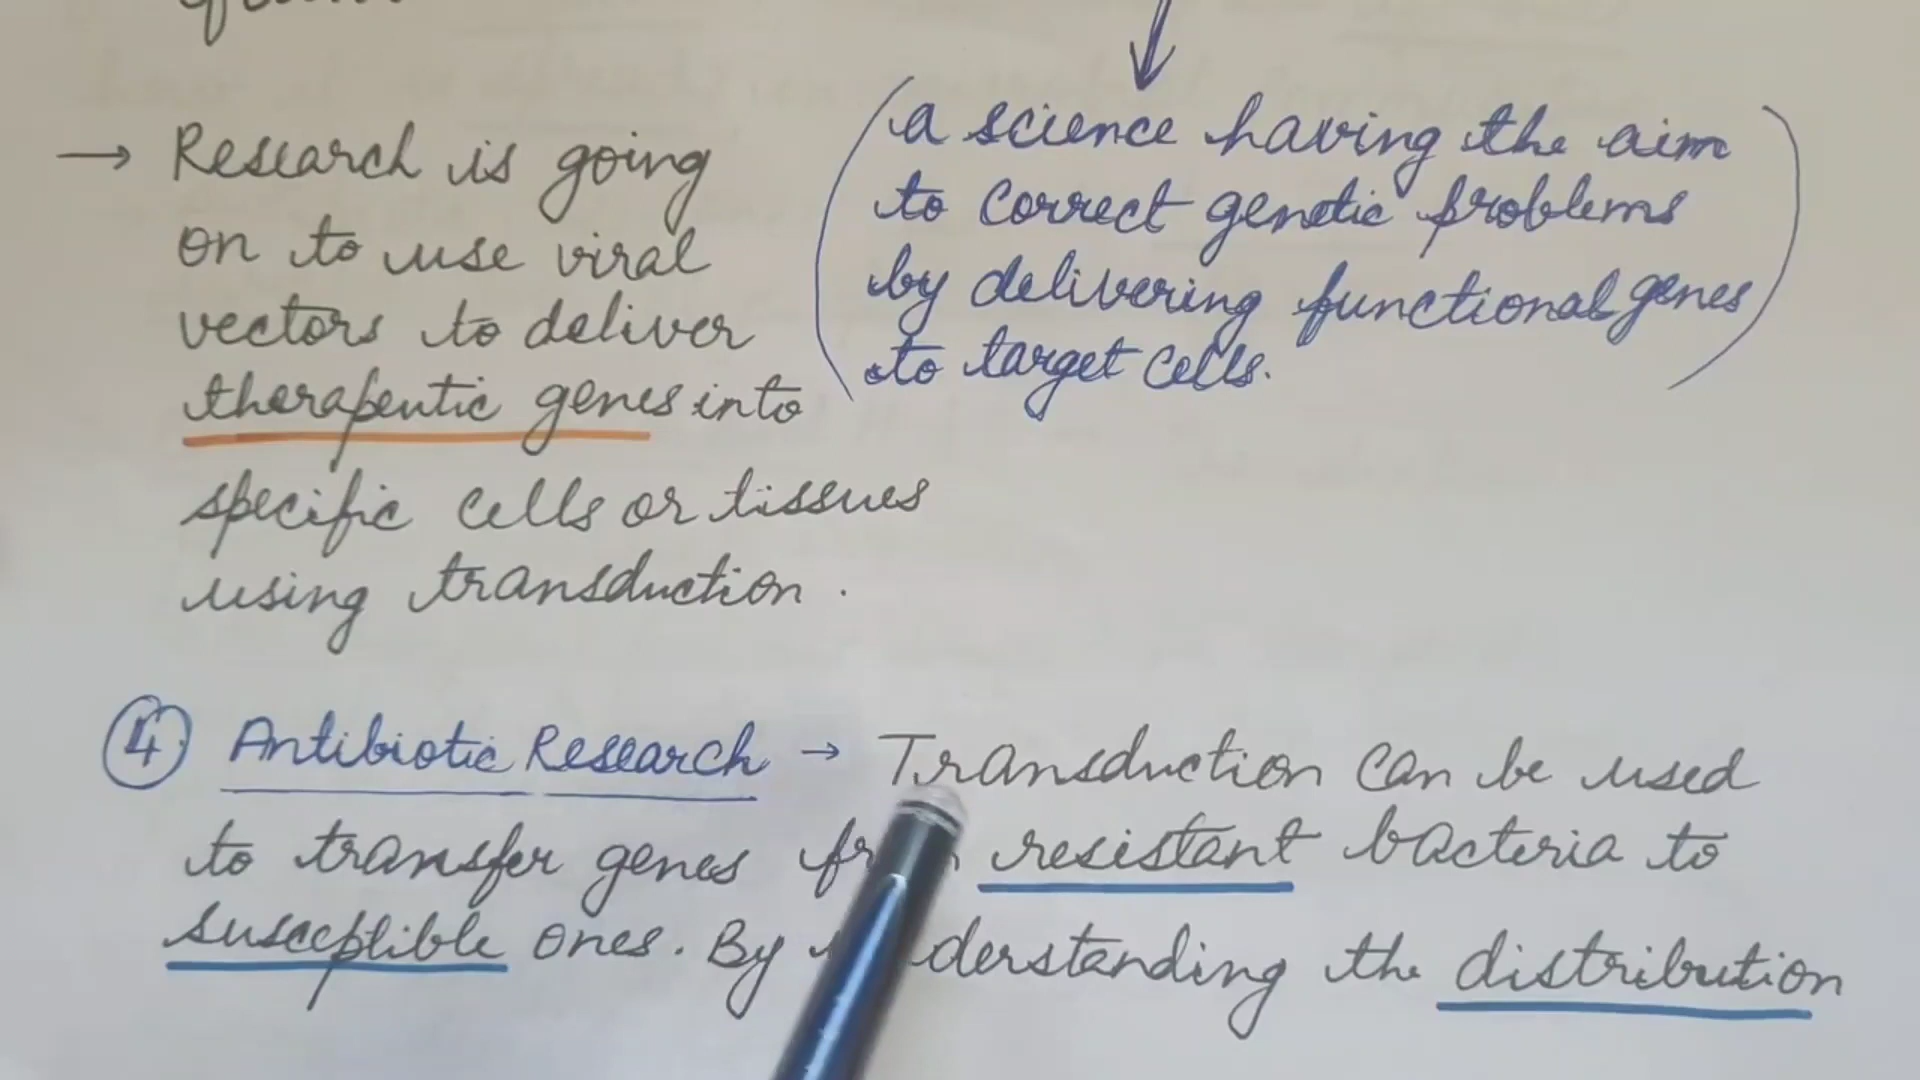 → Research is going
on to use viral
vectors to deliver
therapeutic genes into
specific cells or tissues
using transduction.
(a science having the aim
to correct genetic problems
by delivering functional genes
to target cells.)
④ Antibiotic Research → Transduction can be used
to transfer genes resistant bacteria to
susceptible ones. By the distribution